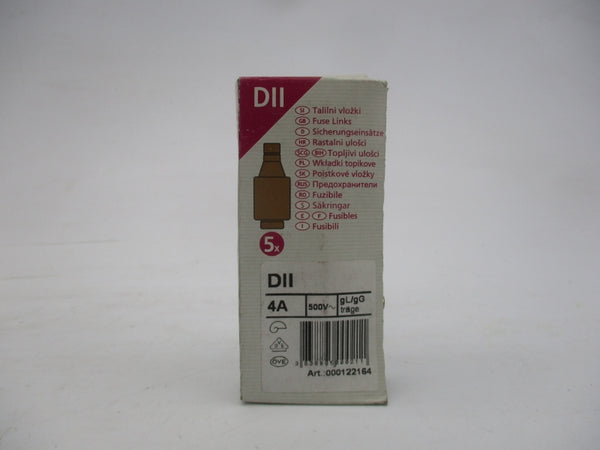 DII
SI Talilni vložki
GB Fuse Links
D Sicherungseinsätze
HR Rastalni ulošci
SCG BIH Topljivi ulošci
PL Wkładki topikowe
SK Poistkové vložky
RUS Предохранители
RO Fuzibile
S Säkringar
E F Fusibles
I Fusibili
5x
DII
4A 500V~ gL/gG
träge
ÖVE
Art.:000122164